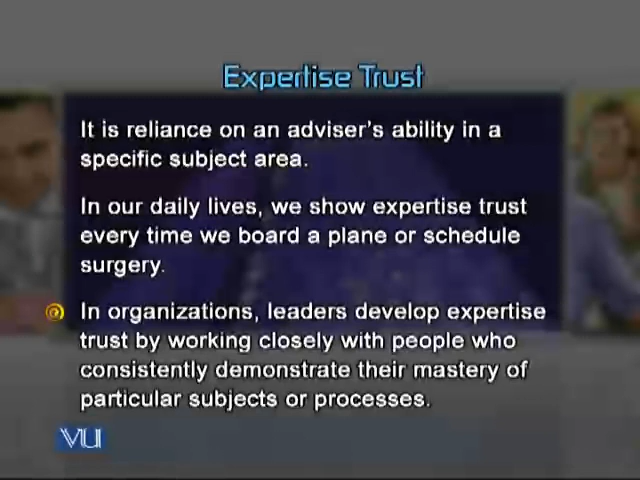 Expertise Trust
It is reliance on an adviser's ability in a
specific subject area.
In our daily lives, we show expertise trust
every time we board a plane or schedule
surgery.
In organizations, leaders develop expertise
trust by working closely with people who
consistently demonstrate their mastery of
particular subjects or processes.
VU